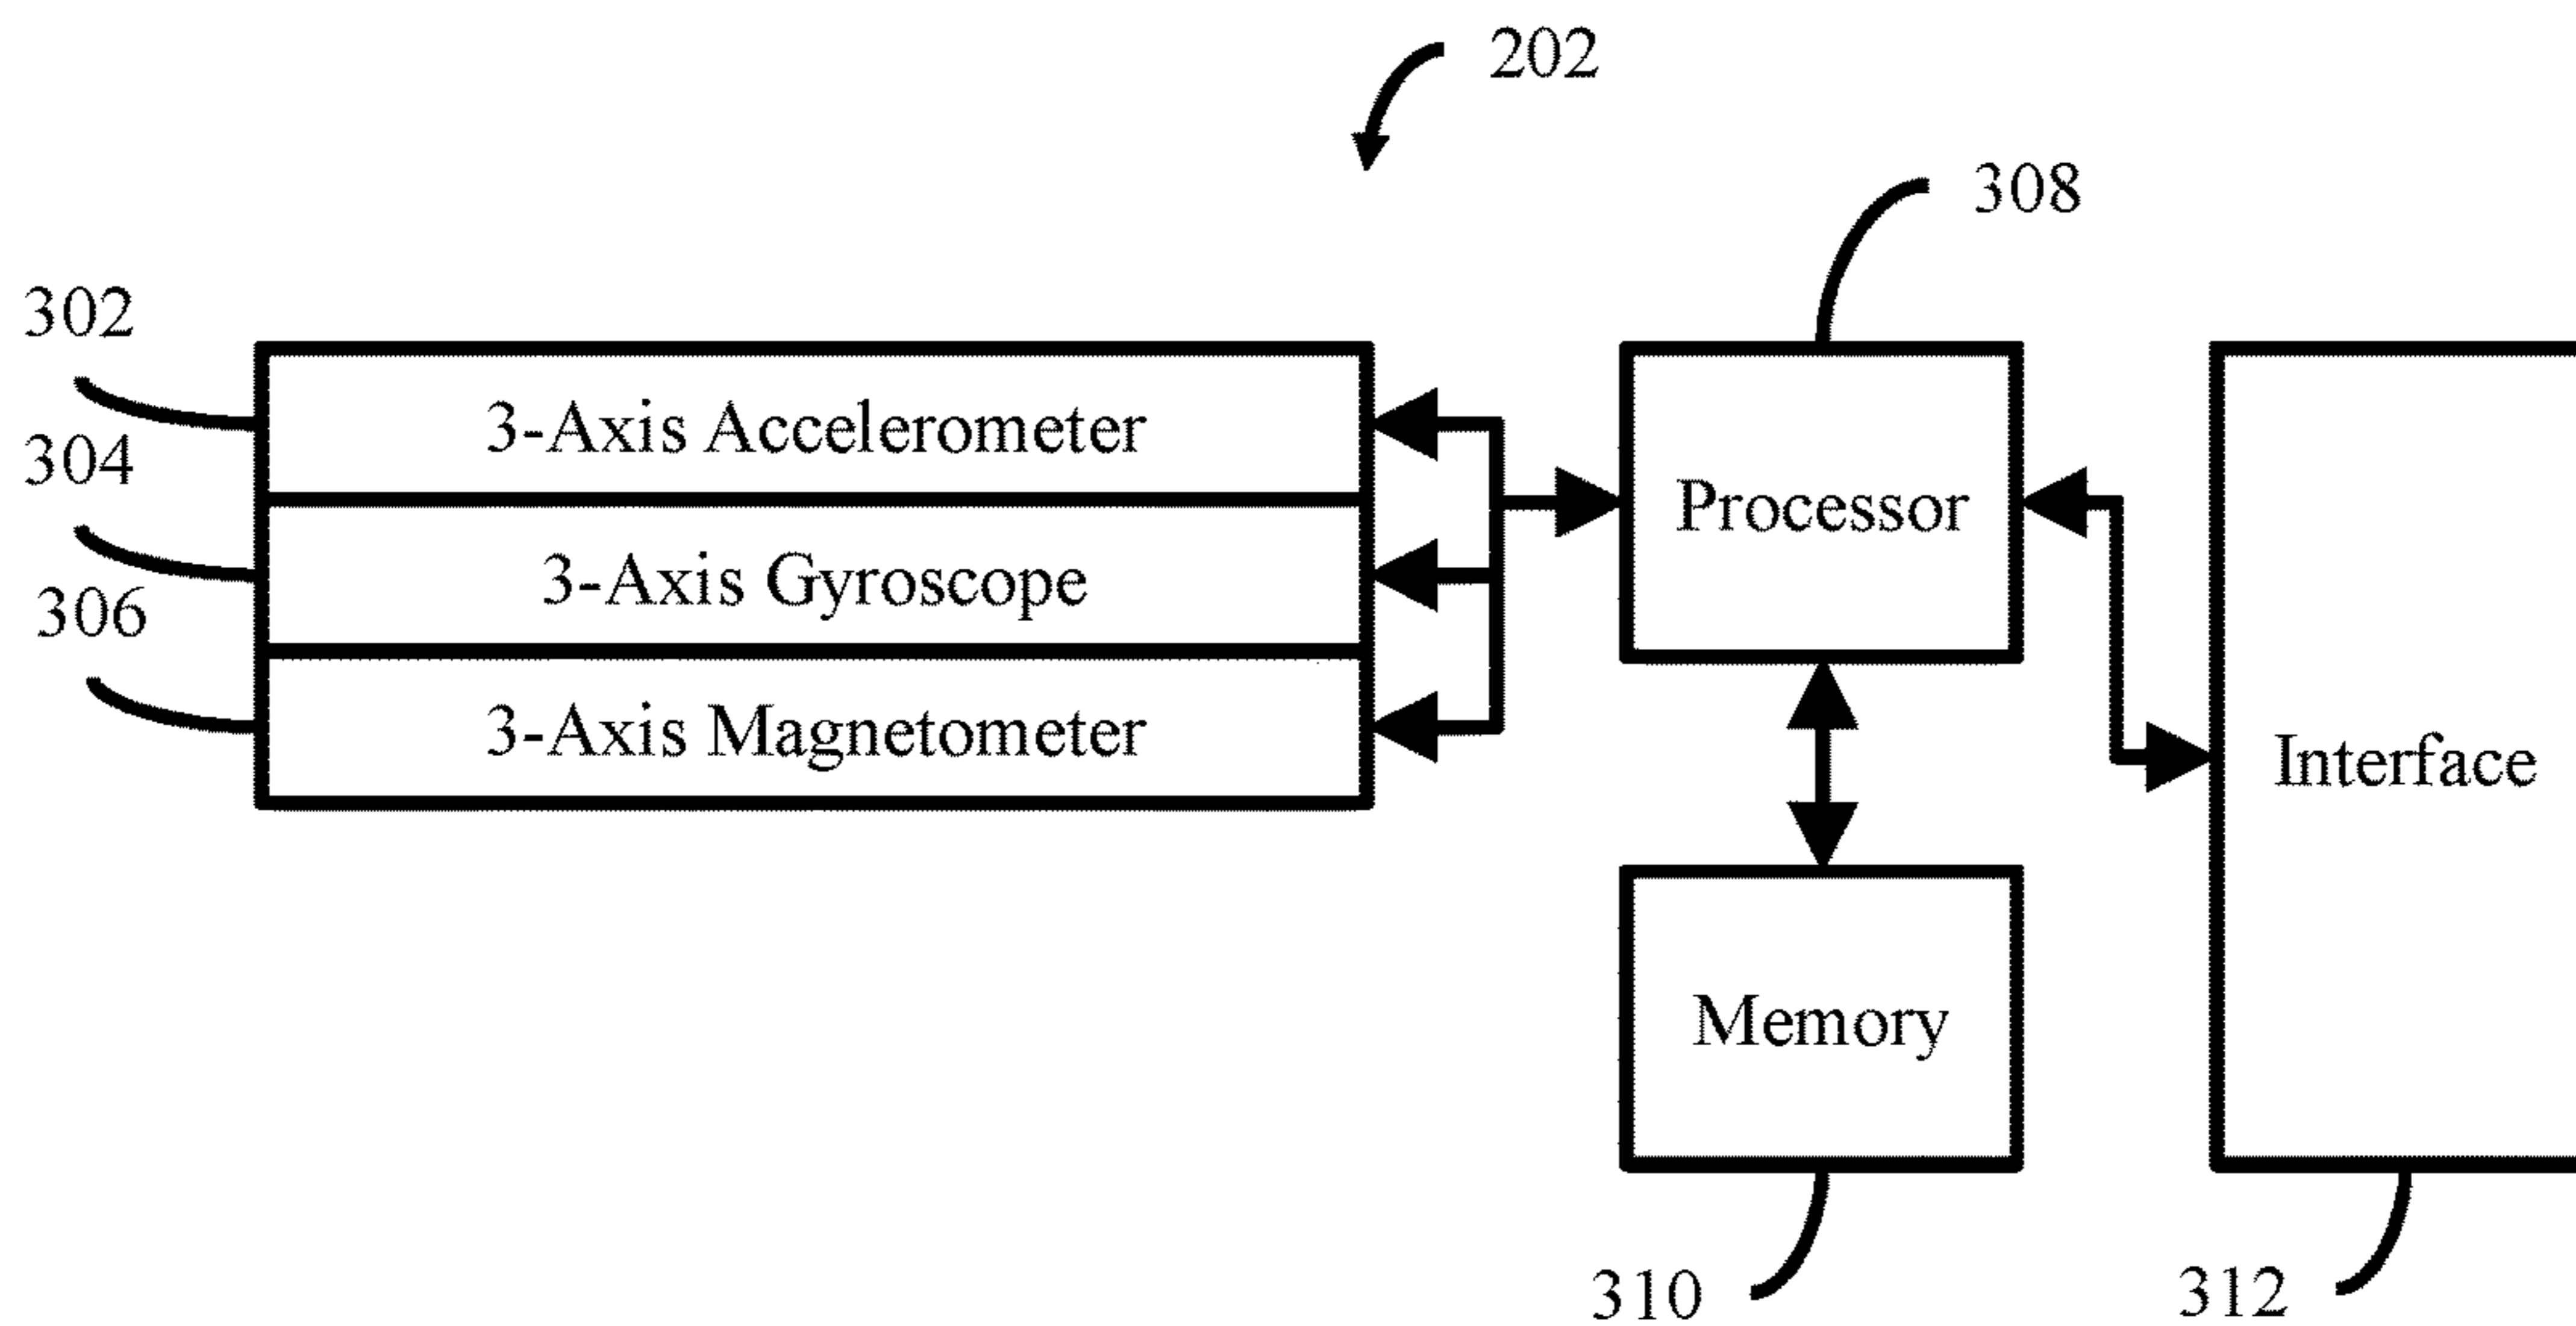 202
308
302
3-Axis Accelerometer
304
Processor
3-Axis Gyroscope
306
3-Axis Magnetometer
Interface
Memory
310
312